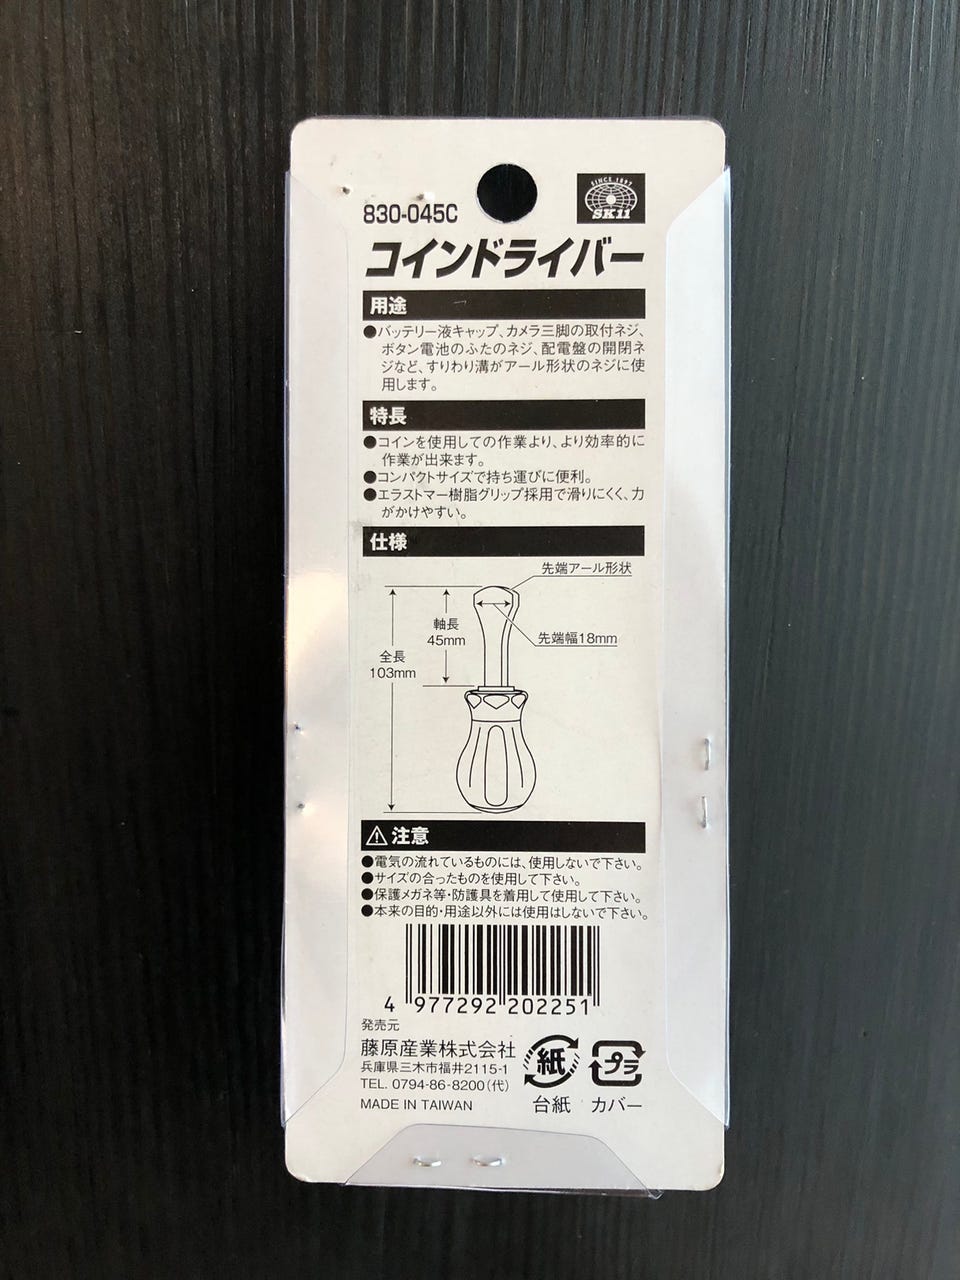 830-045C
SINCE 1897
SK11
コインドライバー
用途
●バッテリー液キャップ、カメラ三脚の取付ネジ、
ボタン電池のふたのネジ、配電盤の開閉ネ
ジなど、すりわり溝がアール形状のネジに使
用します。
特長
●コインを使用しての作業より、より効率的に
作業が出来ます。
●コンパクトサイズで持ち運びに便利。
●エラストマー樹脂グリップ採用で滑りにくく、力
がかけやすい。
仕様
先端アール形状
軸長
45mm
先端幅18mm
全長
103mm
⚠注意
●電気の流れているものには、使用しないで下さい。
●サイズの合ったものを使用して下さい。
●保護メガネ等・防護具を着用して使用して下さい。
●本来の目的・用途以外には使用はしないで下さい。
4 977292 202251
発売元
藤原産業株式会社
兵庫県三木市福井2115-1
TEL. 0794-86-8200(代)
MADE IN TAIWAN
紙
台紙
プラ
カバー